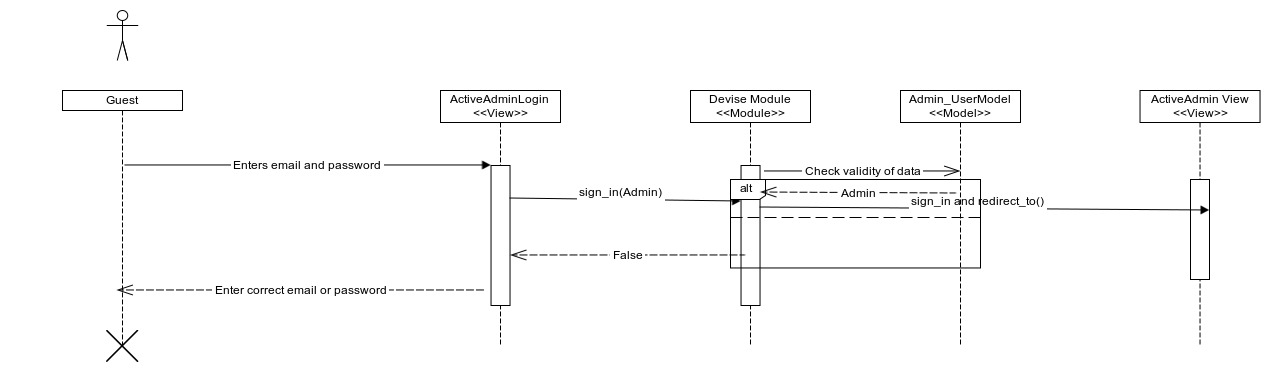 Guest
ActiveAdminLogin
<<View>>
Devise Module
<<Module>>
Admin_UserModel
<<Model>>
ActiveAdmin View
<<View>>
Enters email and password
Check validity of data
alt
Admin
sign_in(Admin)
sign_in and redirect_to()
False
Enter correct email or password